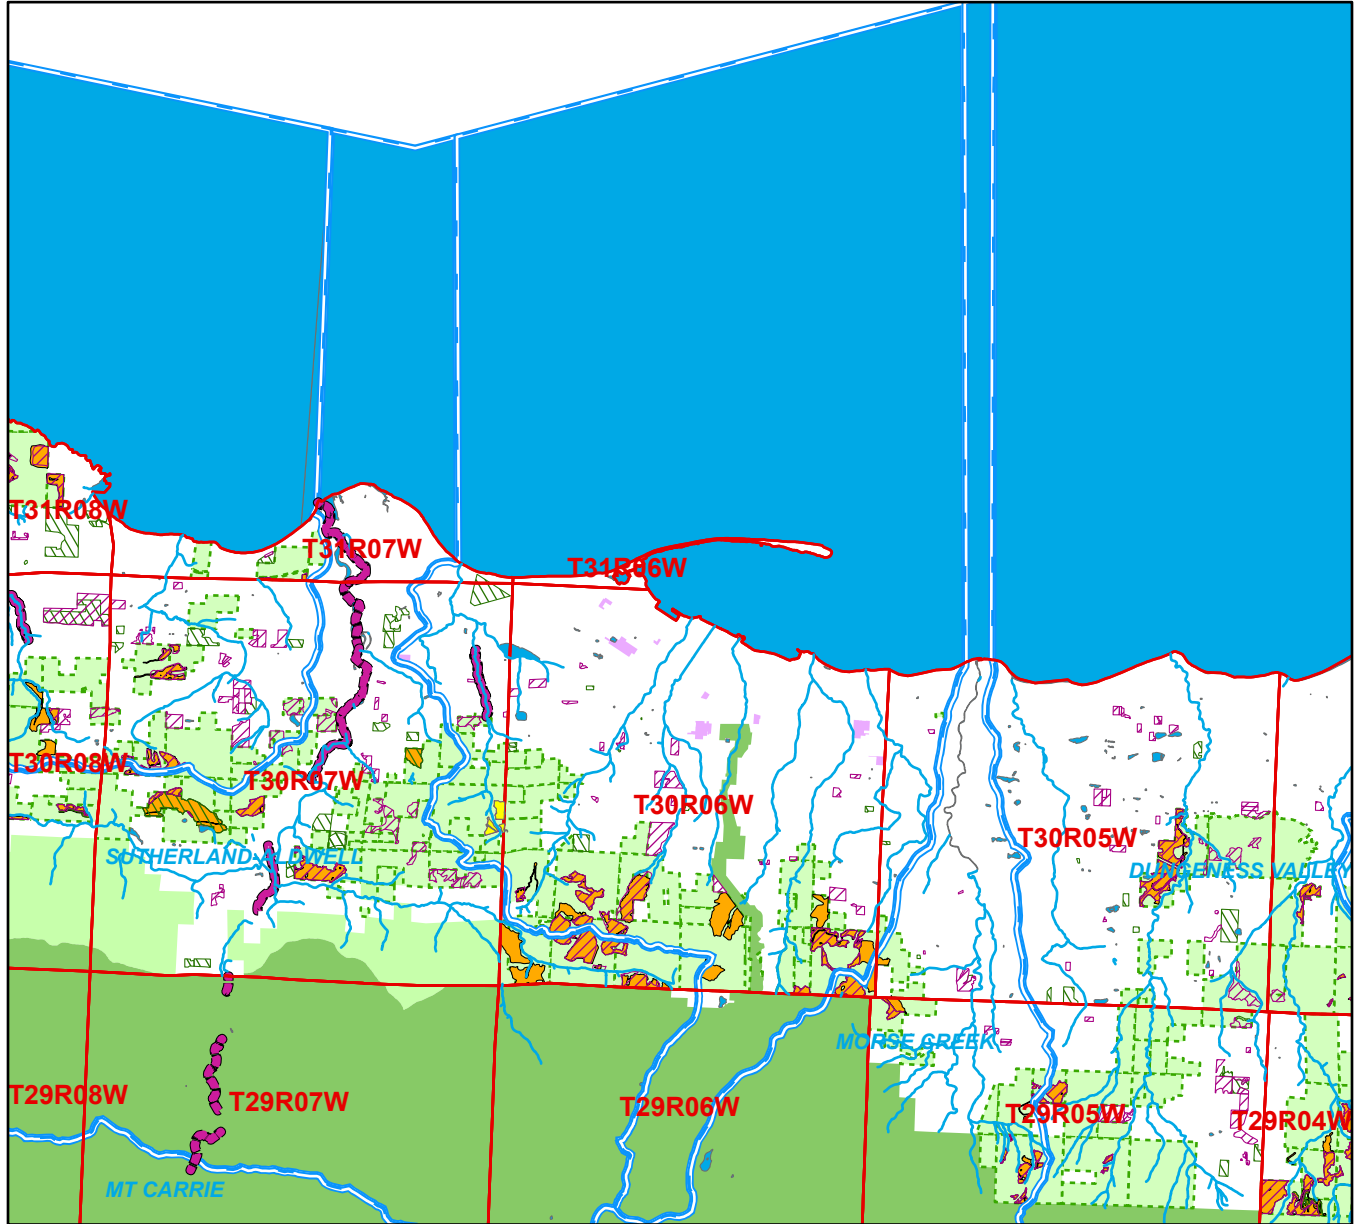 T31R08W
T31R07W
T31R06W
T30R08W
T30R07W
T30R06W
T30R05W
SUTHERLAND-ALDWELL
DUNGENESS VALLEY
MORSE CREEK
T29R08W
T29R07W
T29R06W
T29R05W
T29R04W
MT CARRIE